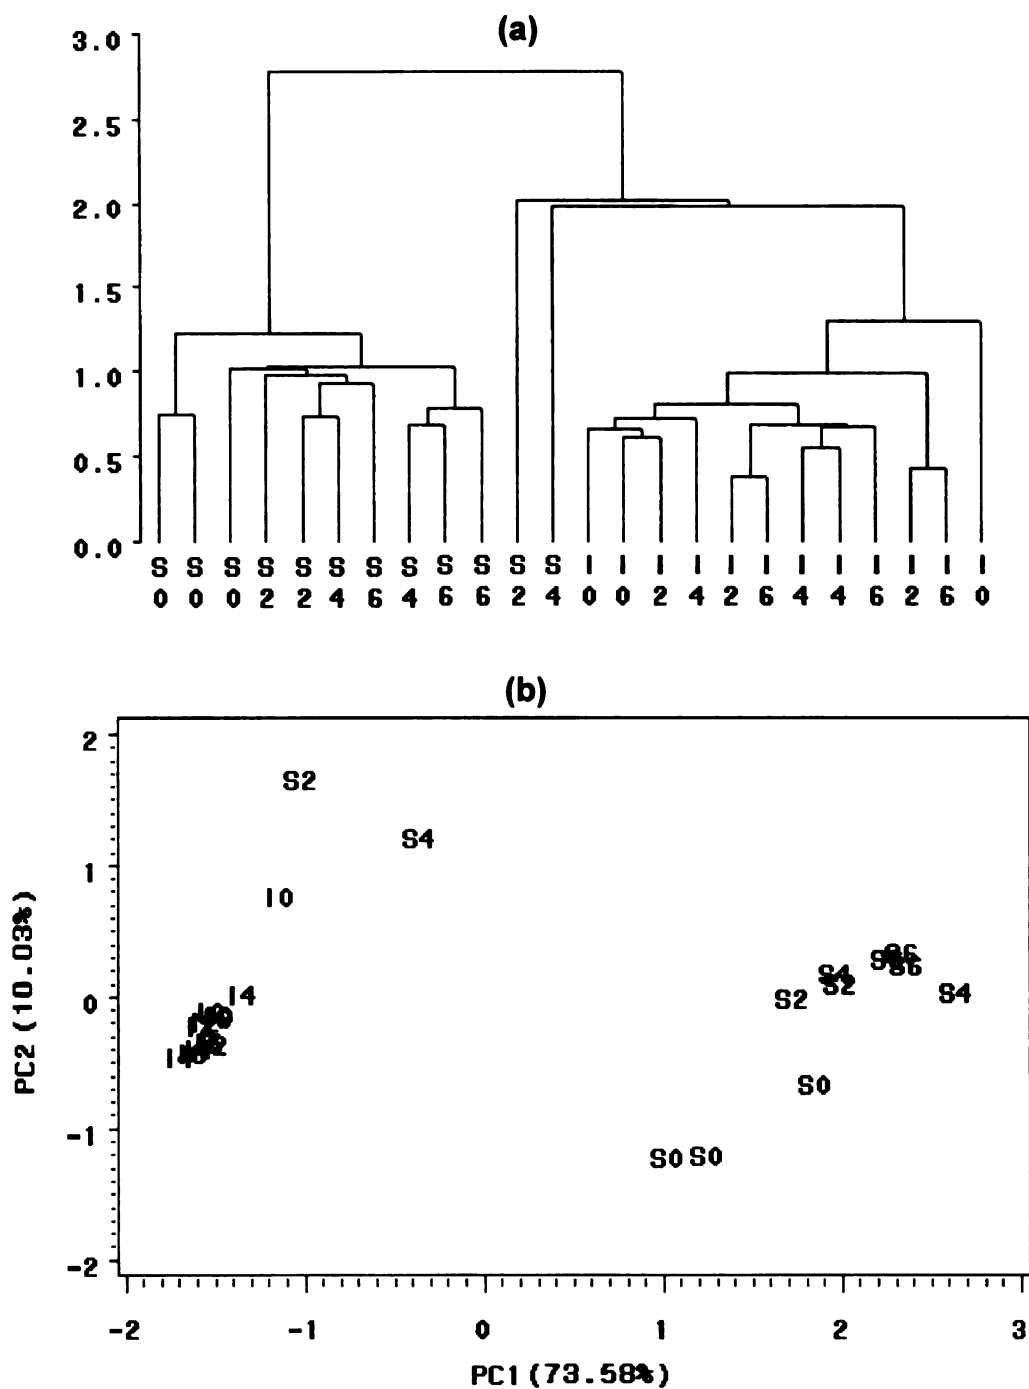 (a)
3.0
2.5
2.0
1.5
1.0
0.5
0.0
S S S S S S S S S S S S I I I I I I I I I I I I
0 0 0 2 2 4 6 4 6 6 2 4 0 0 2 4 2 6 4 4 6 2 6 0
(b)
2
S2
S4
1
I0
S4
S2
S2
S4
0
I4
S0
-1
S0 S0
-2
-2 -1 0 1 2 3
PC2 (10.03%)
PC1 (73.58%)